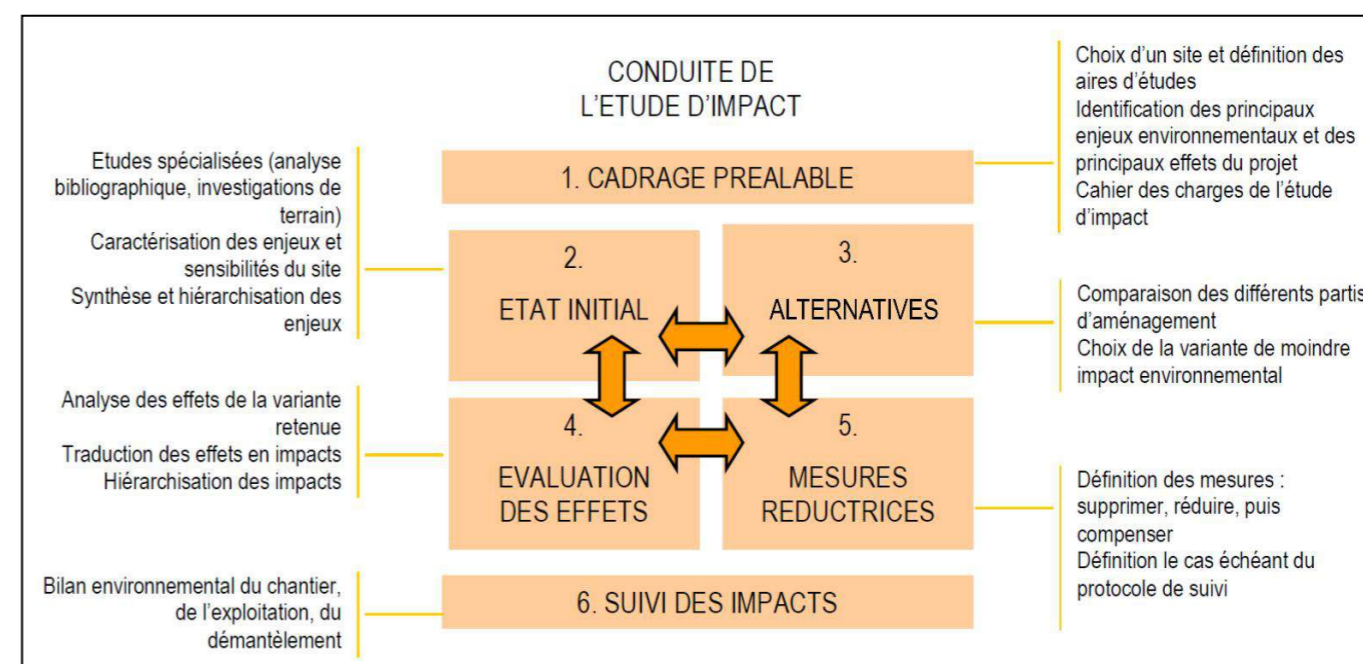 CONDUITE DE
L'ETUDE D'IMPACT
Choix d'un site et définition des
aires d'études
Identification des principaux
enjeux environnementaux et des
principaux effets du projet
Cahier des charges de l'étude
d'impact
1. CADRAGE PREALABLE
Etudes spécialisées (analyse
bibliographique, investigations de
terrain)
Caractérisation des enjeux et
sensibilités du site
Synthèse et hiérarchisation des
enjeux
2.
ETAT INITIAL
3.
ALTERNATIVES
Comparaison des différents partis
d'aménagement
Choix de la variante de moindre
impact environnemental
Analyse des effets de la variante
retenue
Traduction des effets en impacts
Hiérarchisation des impacts
4.
EVALUATION
DES EFFETS
5.
MESURES
REDUCTRICES
Définition des mesures :
supprimer, réduire, puis
compenser
Définition le cas échéant du
protocole de suivi
Bilan environnemental du chantier,
de l'exploitation, du
démantèlement
6. SUIVI DES IMPACTS